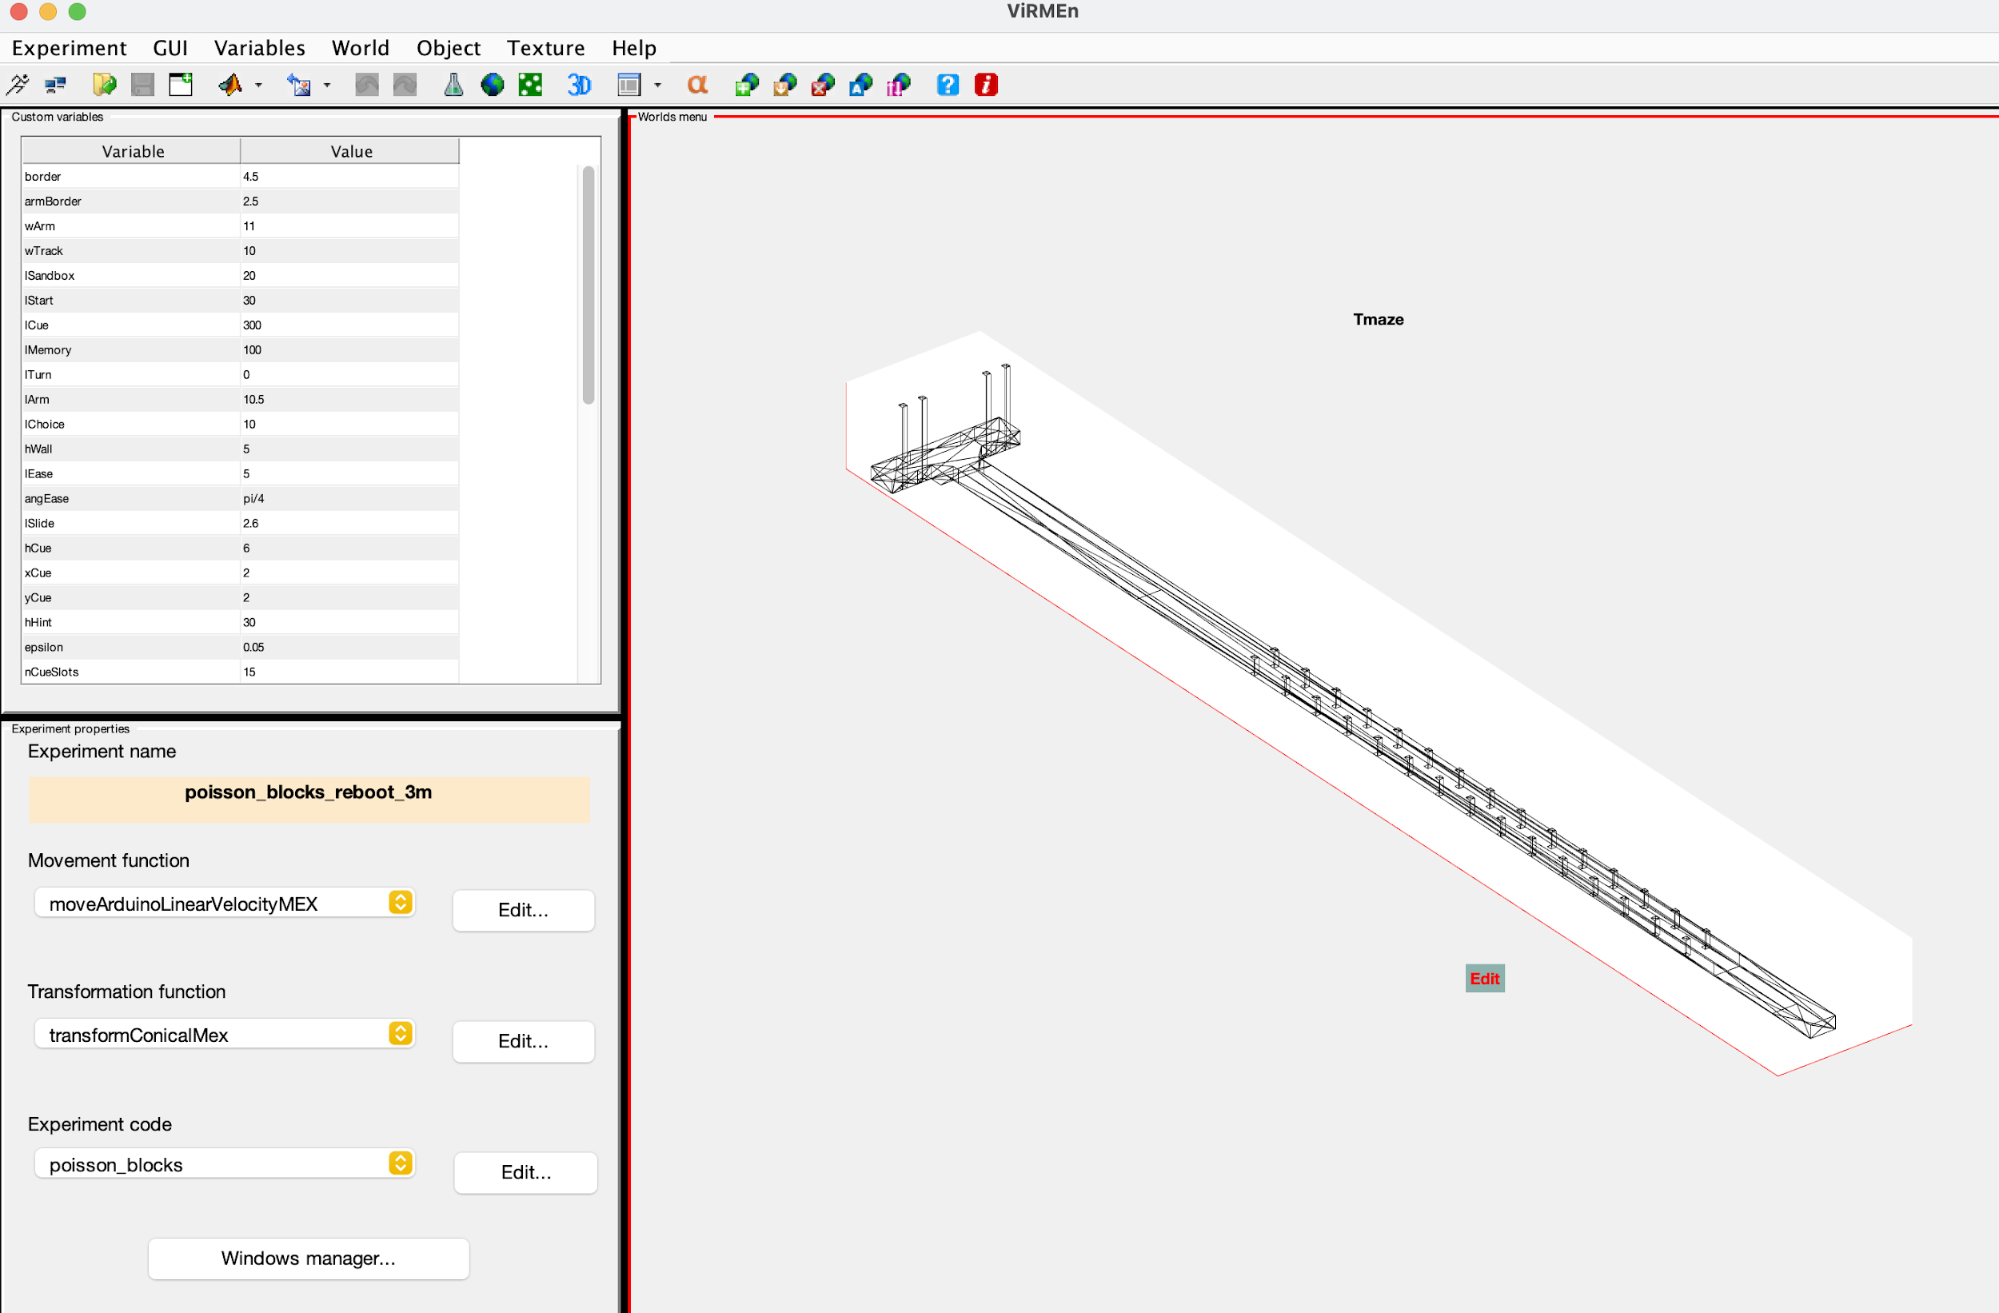 ViRMEn
Experiment GUI Variables World Object Texture Help
3D α A ? i
Custom variables
Variable Value
border 4.5
armBorder 2.5
wArm 11
wTrack 10
lSandbox 20
lStart 30
lCue 300
lMemory 100
lTurn 0
lArm 10.5
lChoice 10
hWall 5
lEase 5
angEase pi/4
lSlide 2.6
hCue 6
xCue 2
yCue 2
hHint 30
epsilon 0.05
nCueSlots 15
Experiment properties
Experiment name
poisson_blocks_reboot_3m
Movement function
moveArduinoLinearVelocityMEX Edit...
Transformation function
transformConicalMex Edit...
Experiment code
poisson_blocks Edit...
Windows manager...
Worlds menu
Tmaze
Edit